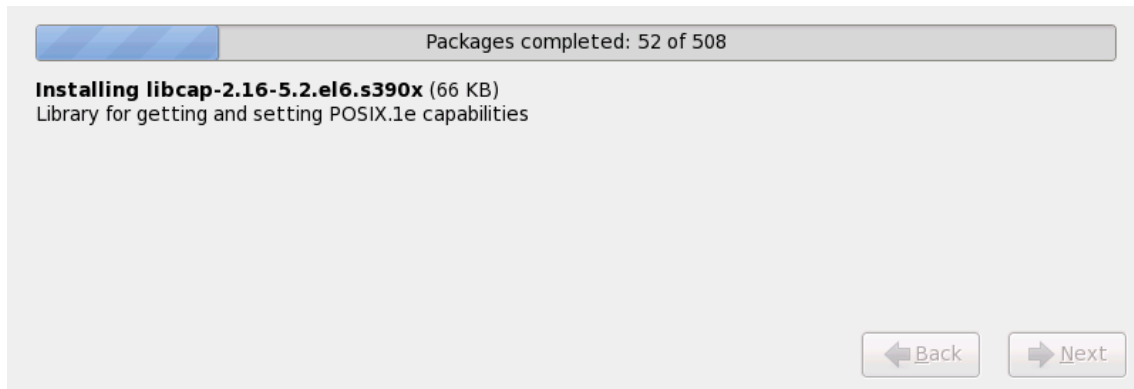 Packages completed: 52 of 508
Installing libcap-2.16-5.2.el6.s390x (66 KB)
Library for getting and setting POSIX.1e capabilities
Back
Next